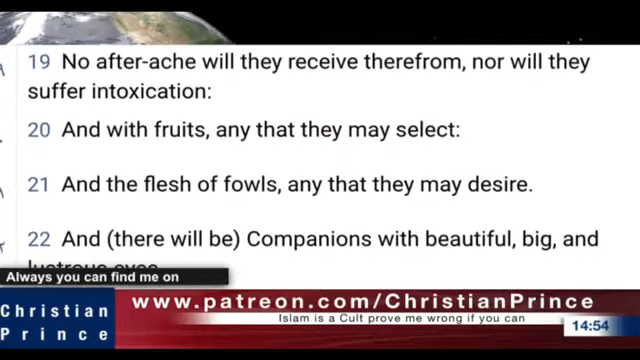 19 No after-ache will they receive therefrom, nor will they
suffer intoxication:
20 And with fruits, any that they may select:
21 And the flesh of fowls, any that they may desire.
22 And (there will be) Companions with beautiful, big, and
lustrous eyes
Always you can find me on
www.patreon.com/ChristianPrince
Christian
Prince
Islam is a Cult prove me wrong if you can
14:54